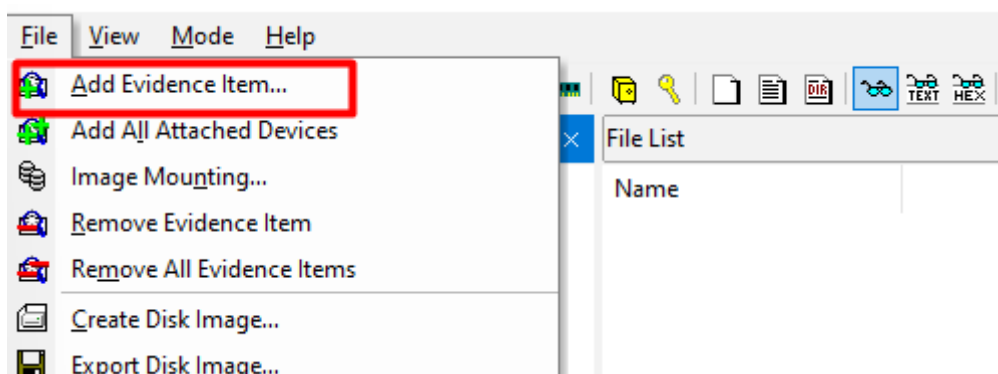 File View Mode Help
Add Evidence Item...
Add All Attached Devices
Image Mounting...
Remove Evidence Item
Remove All Evidence Items
Create Disk Image...
Export Disk Image...
DIR TEXT HEX
File List
Name